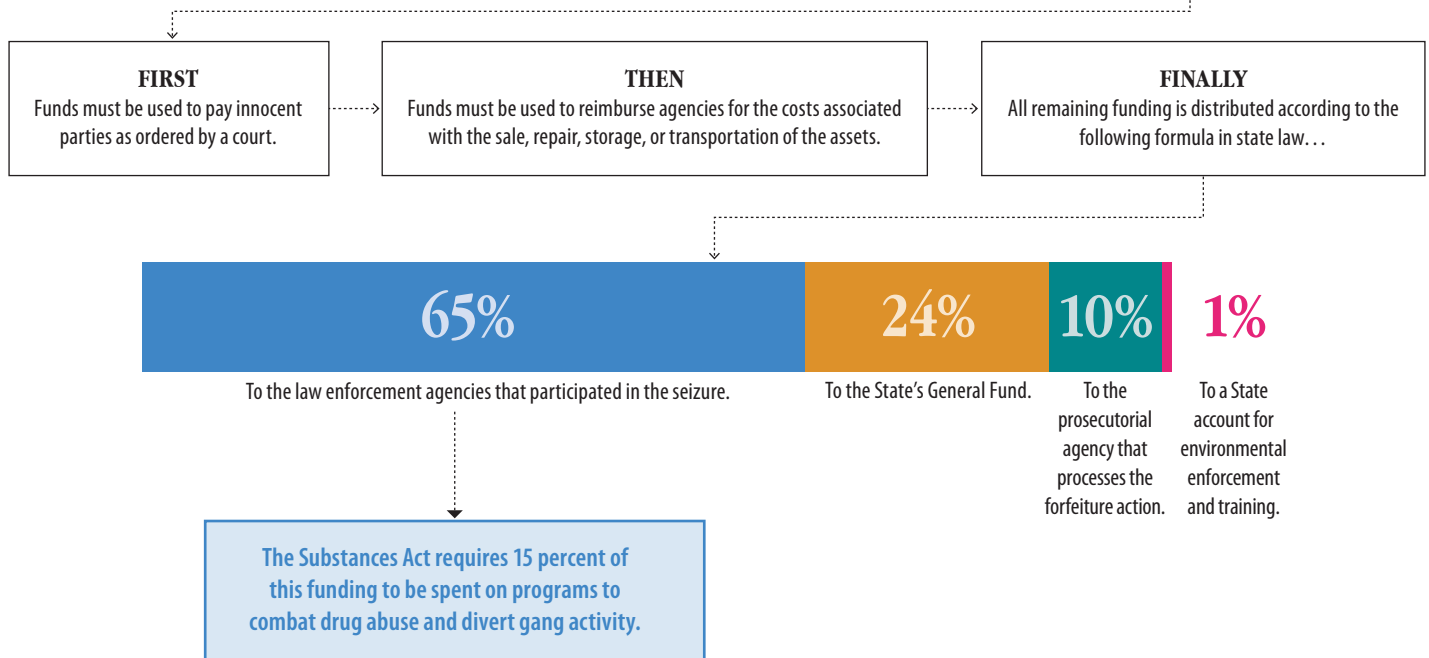 FIRST
Funds must be used to pay innocent
parties as ordered by a court.
THEN
Funds must be used to reimburse agencies for the costs associated
with the sale, repair, storage, or transportation of the assets.
FINALLY
All remaining funding is distributed according to the
following formula in state law…
65%
24%
10%
1%
To the law enforcement agencies that participated in the seizure.
To the State’s General Fund.
To the
prosecutorial
agency that
processes the
forfeiture action.
To a State
account for
environmental
enforcement
and training.
The Substances Act requires 15 percent of
this funding to be spent on programs to
combat drug abuse and divert gang activity.